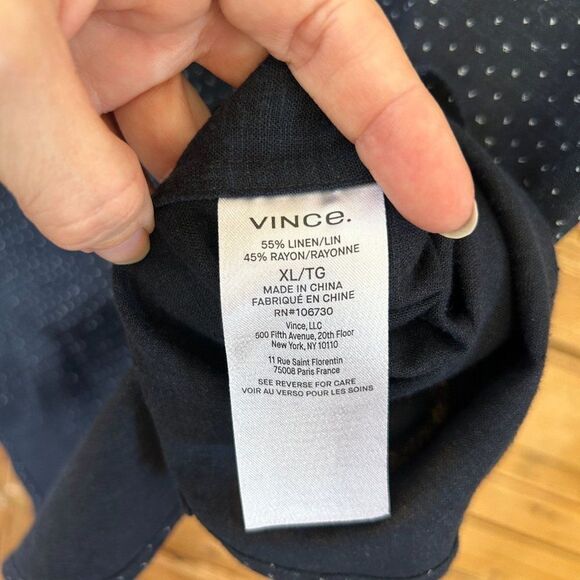 VINCE.
55% LINEN/LIN
45% RAYON/RAYONNE
XL/TG
MADE IN CHINA
FABRIQUÉ EN CHINE
RN#106730
Vince, LLC
500 Fifth Avenue, 20th Floor
New York, NY 10110
11 Rue Saint Florentin
75008 Paris France
SEE REVERSE FOR CARE
VOIR AU VERSO POUR LES SOINS